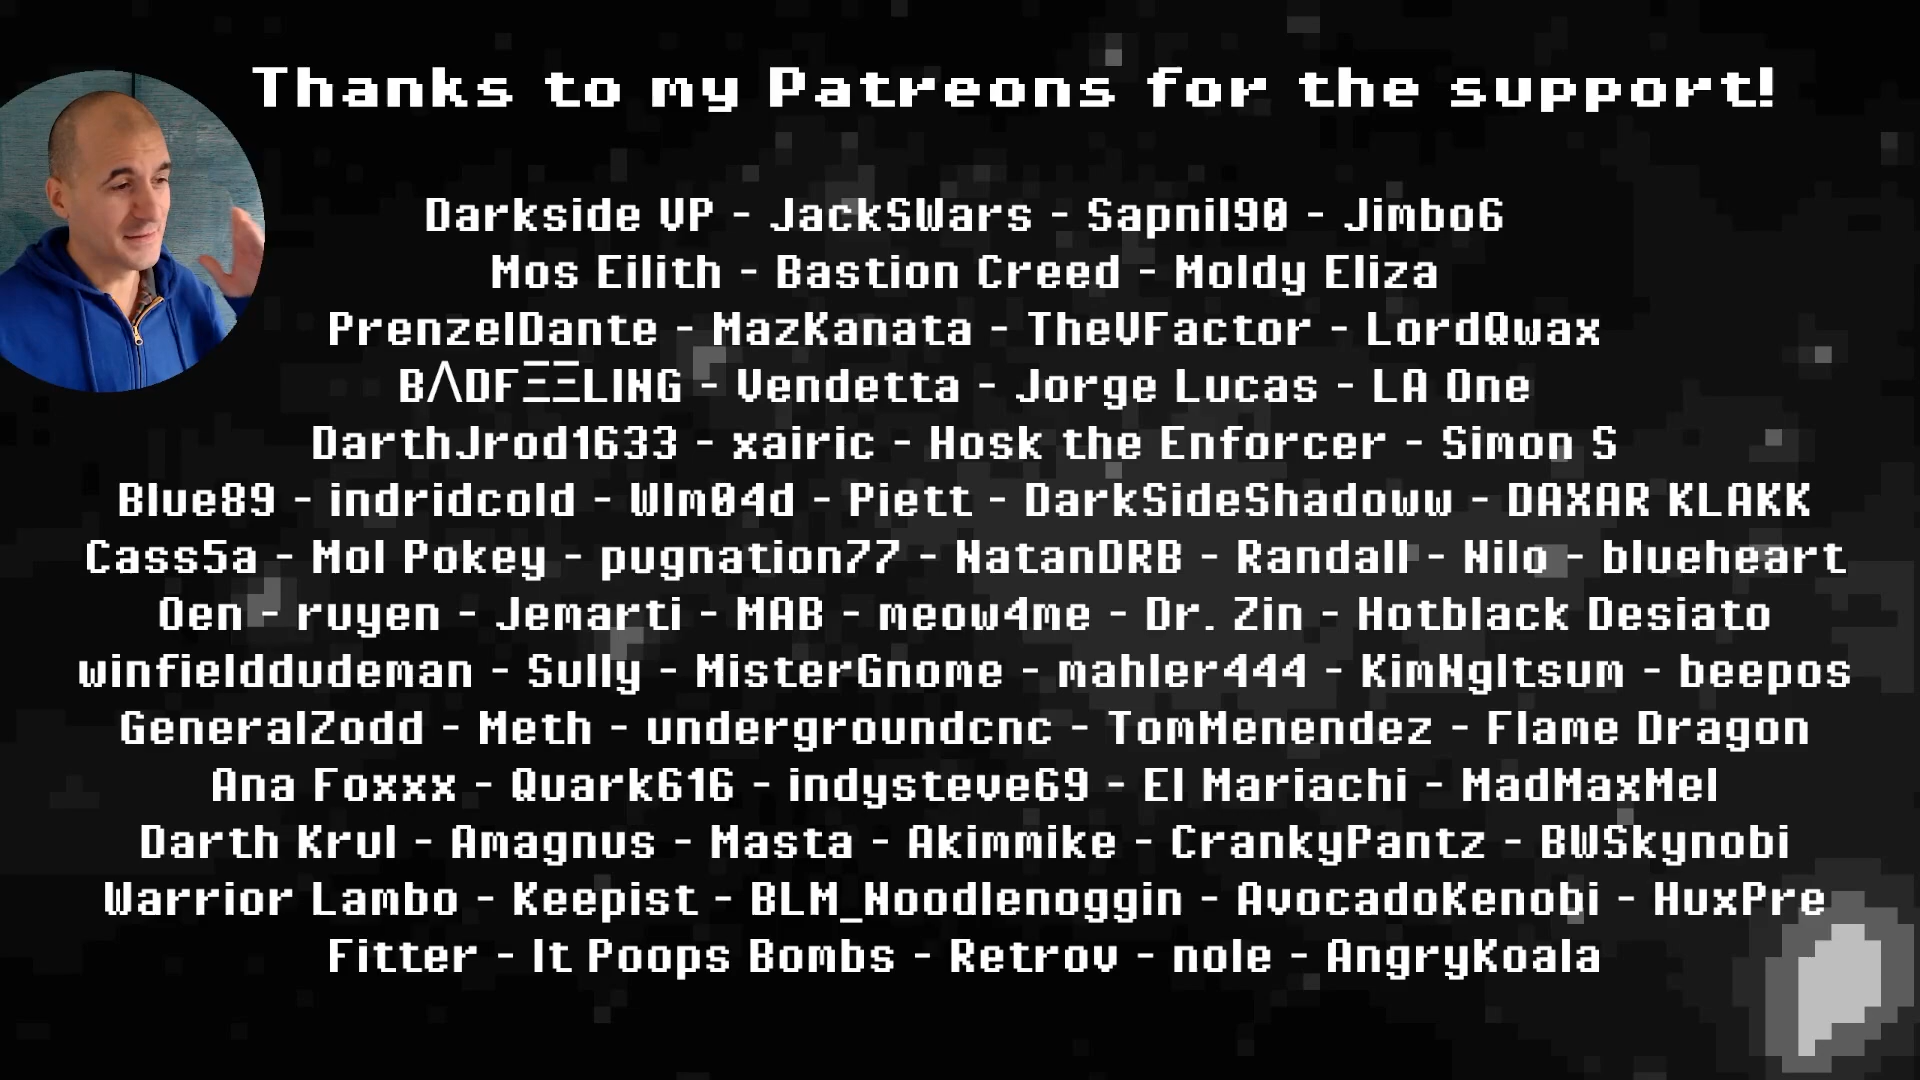 Thanks to my Patreons for the support!
Darkside VP - JackSWars - Sapnil90 - Jimbo6
Mos Eilith - Bastion Creed - Moldy Eliza
PrenzelDante - MazKanata - TheVFactor - LordQwax
BΛDFΞΞLING - Vendetta - Jorge Lucas - LA One
DarthJrod1633 - xairic - Hosk the Enforcer - Simon S
Blue89 - indridcold - Wlm04d - Piett - DarkSideShadoww - DAXAR KLAKK
Cass5a - Mol Pokey - pugnation77 - NatanDRB - Randall - Nilo - blueheart
Oen - ruyen - Jemarti - MAB - meow4me - Dr. Zin - Hotblack Desiato
winfielddudeman - Sully - MisterGnome - mahler444 - KimNgltsum - beepos
GeneralZodd - Meth - undergroundcnc - TomMenendez - Flame Dragon
Ana Foxxx - Quark616 - indysteve69 - El Mariachi - MadMaxMel
Darth Krul - Amagnus - Masta - Akimmike - CrankyPantz - BWSkynobi
Warrior Lambo - Keepist - BLM_Noodlenoggin - AvocadoKenobi - HuxPre
Fitter - It Poops Bombs - Retrov - nole - AngryKoala